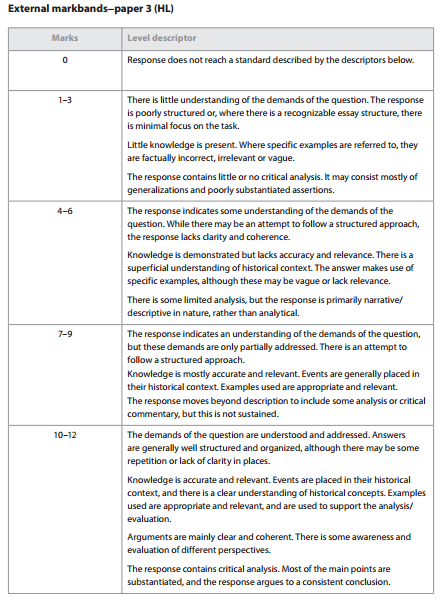 External markbands—paper 3 (HL)
Marks
Level descriptor
0
Response does not reach a standard described by the descriptors below.
1–3
There is little understanding of the demands of the question. The response
is poorly structured or, where there is a recognizable essay structure, there
is minimal focus on the task.
Little knowledge is present. Where specific examples are referred to, they
are factually incorrect, irrelevant or vague.
The response contains little or no critical analysis. It may consist mostly of
generalizations and poorly substantiated assertions.
4–6
The response indicates some understanding of the demands of the
question. While there may be an attempt to follow a structured approach,
the response lacks clarity and coherence.
Knowledge is demonstrated but lacks accuracy and relevance. There is a
superficial understanding of historical context. The answer makes use of
specific examples, although these may be vague or lack relevance.
There is some limited analysis, but the response is primarily narrative/
descriptive in nature, rather than analytical.
7–9
The response indicates an understanding of the demands of the question,
but these demands are only partially addressed. There is an attempt to
follow a structured approach.
Knowledge is mostly accurate and relevant. Events are generally placed in
their historical context. Examples used are appropriate and relevant.
The response moves beyond description to include some analysis or critical
commentary, but this is not sustained.
10–12
The demands of the question are understood and addressed. Answers
are generally well structured and organized, although there may be some
repetition or lack of clarity in places.
Knowledge is accurate and relevant. Events are placed in their historical
context, and there is a clear understanding of historical concepts. Examples
used are appropriate and relevant, and are used to support the analysis/
evaluation.
Arguments are mainly clear and coherent. There is some awareness and
evaluation of different perspectives.
The response contains critical analysis. Most of the main points are
substantiated, and the response argues to a consistent conclusion.